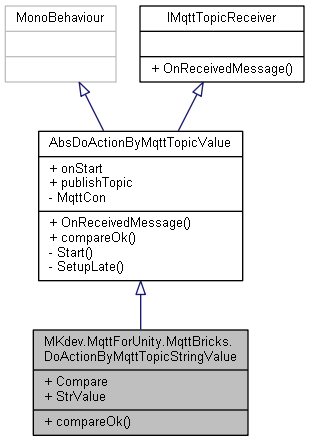 MonoBehaviour
IMqttTopicReceiver
+ OnReceivedMessage()
AbsDoActionByMqttTopicValue
+ onStart
+ publishTopic
- MqttCon
+ OnReceivedMessage()
+ compareOk()
- Start()
- SetupLate()
MKdev.MqttForUnity.MqttBricks.
DoActionByMqttTopicStringValue
+ Compare
+ StrValue
+ compareOk()